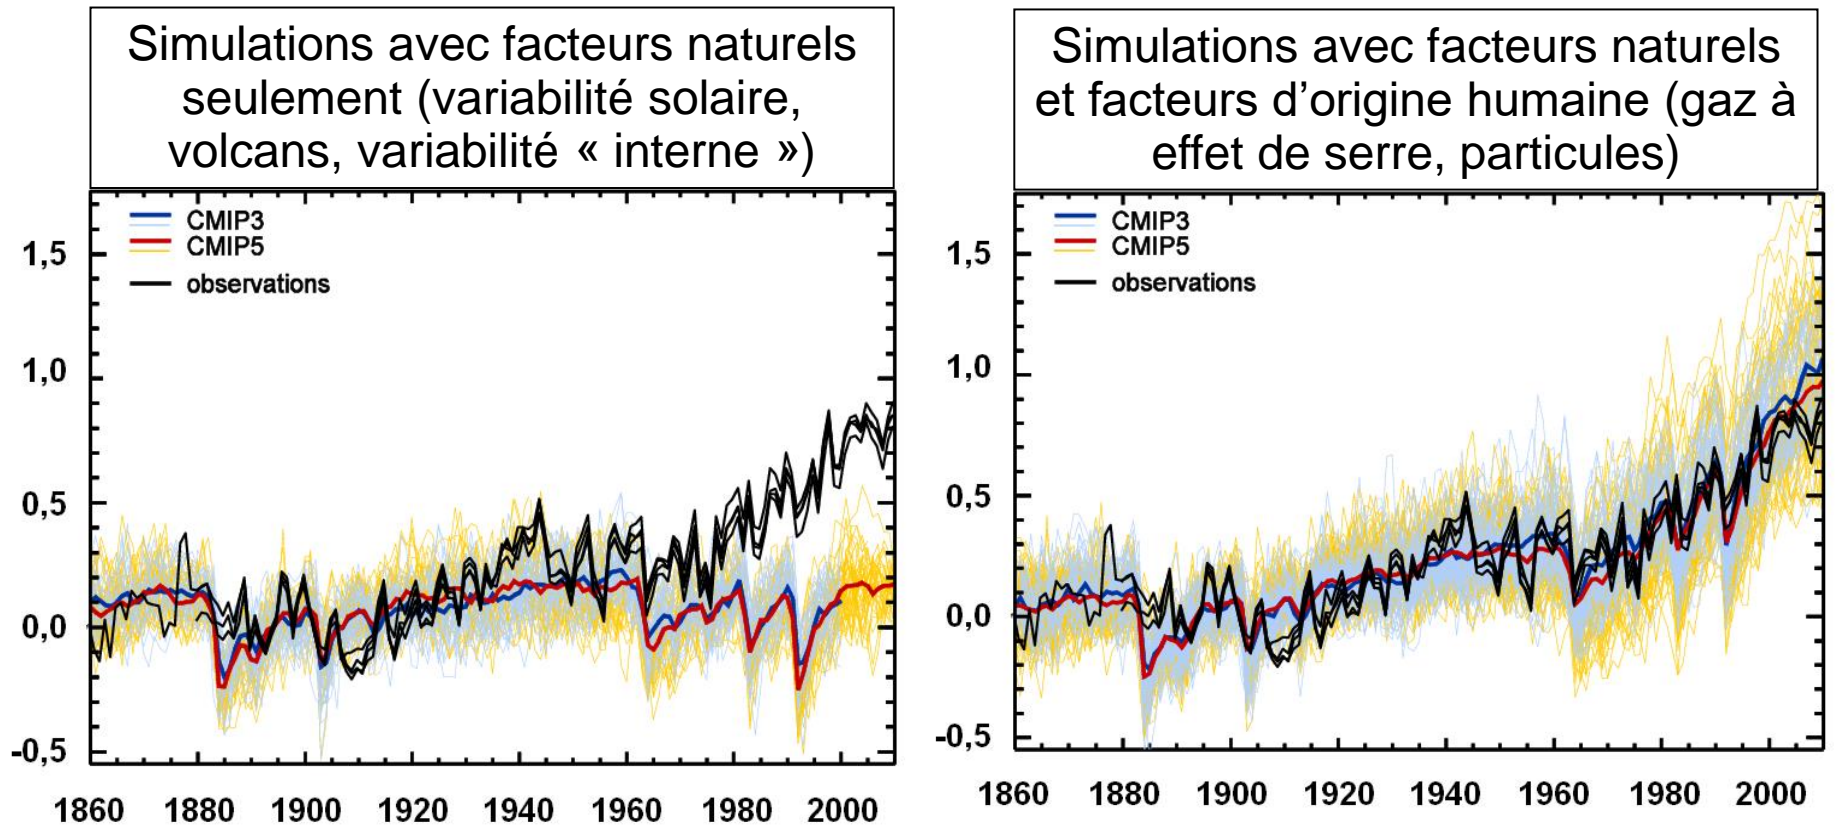 Simulations avec facteurs naturels
seulement (variabilité solaire,
volcans, variabilité « interne »)
CMIP3
CMIP5
observations
1,5
1,0
0,5
0,0
-0,5
1860 1880 1900 1920 1940 1960 1980 2000
Simulations avec facteurs naturels
et facteurs d’origine humaine (gaz à
effet de serre, particules)
CMIP3
CMIP5
observations
1,5
1,0
0,5
0,0
-0,5
1860 1880 1900 1920 1940 1960 1980 2000